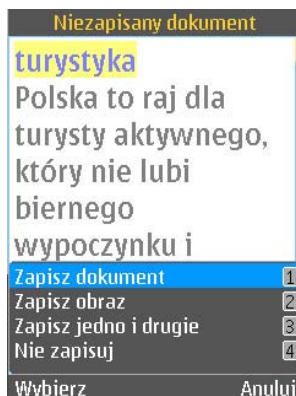 Niezapisany dokument
turystyka
Polska to raj dla
turysty aktywnego,
który nie lubi
biernego
wypoczynku i
Zapisz dokument 1
Zapisz obraz 2
Zapisz jedno i drugie 3
Nie zapisuj 4
Wybierz Anuluj